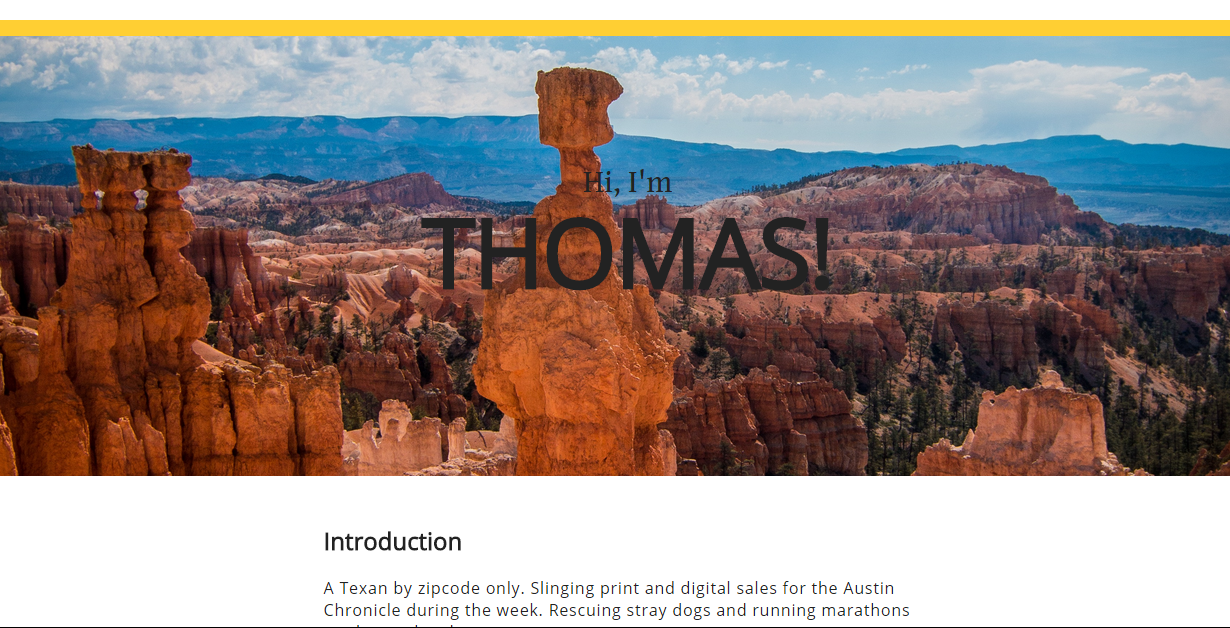 Hi, I'm
THOMAS!
Introduction
A Texan by zipcode only. Slinging print and digital sales for the Austin
Chronicle during the week. Rescuing stray dogs and running marathons